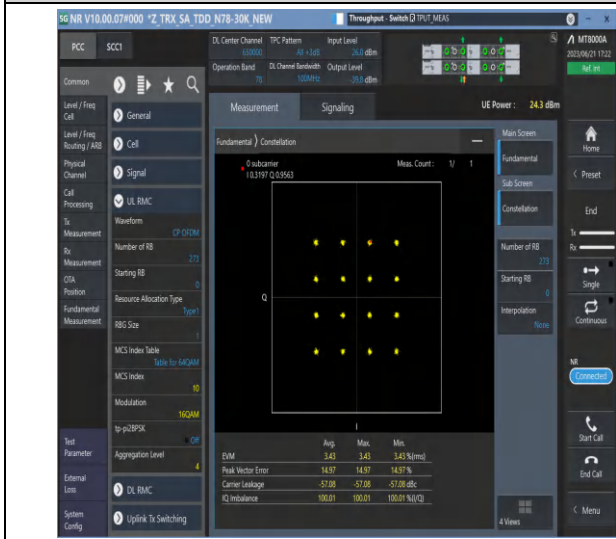 5G NR V10.00.07#000 *Z_TRX_SA_TDD_N78-30K_NEW Throughput - Switch TPUT_MEAS
PCC SCC1
DL Center Channel TPC Pattern Input Level
650000 All +3dB 26.0 dBm
Operation Band DL Channel Bandwidth Output Level
78 100MHz -39.8 dBm
MT8000A
2023/06/21 17:22
Ref. Int
Common
Level / Freq
Cell
Level / Freq
Routing / ARB
Physical
Channel
Call
Processing
Tx
Measurement
Rx
Measurement
OTA
Position
Fundamental
Measurement
Test
Parameter
External
Loss
System
Config
General
Cell
Signal
UL RMC
Waveform
CP OFDM
Number of RB
273
Starting RB
0
Resource Allocation Type
Type1
RBG Size
1
MCS Index Table
Table for 64QAM
MCS Index
10
Modulation
16QAM
tp-pi2BPSK
Off
Aggregation Level
4
DL RMC
Uplink Tx Switching
Measurement Signaling UE Power : 24.3 dBm
Fundamental Constellation
0 subcarrier Meas. Count : 1/ 1
I 0.3197 Q 0.9563
Q
I
Avg. Max. Min.
EVM 3.43 3.43 3.43 %(rms)
Peak Vector Error 14.97 14.97 14.97 %
Carrier Leakage -57.08 -57.08 -57.08 dBc
IQ Imbalance 100.01 100.01 100.01 %(I/Q)
Main Screen
Fundamental
Sub Screen
Constellation
Number of RB
273
Starting RB
0
Interpolation
None
4 Views
Home
Preset
End
Tx
Rx
Single
Continuous
NR
Connected
Start Call
End Call
Menu